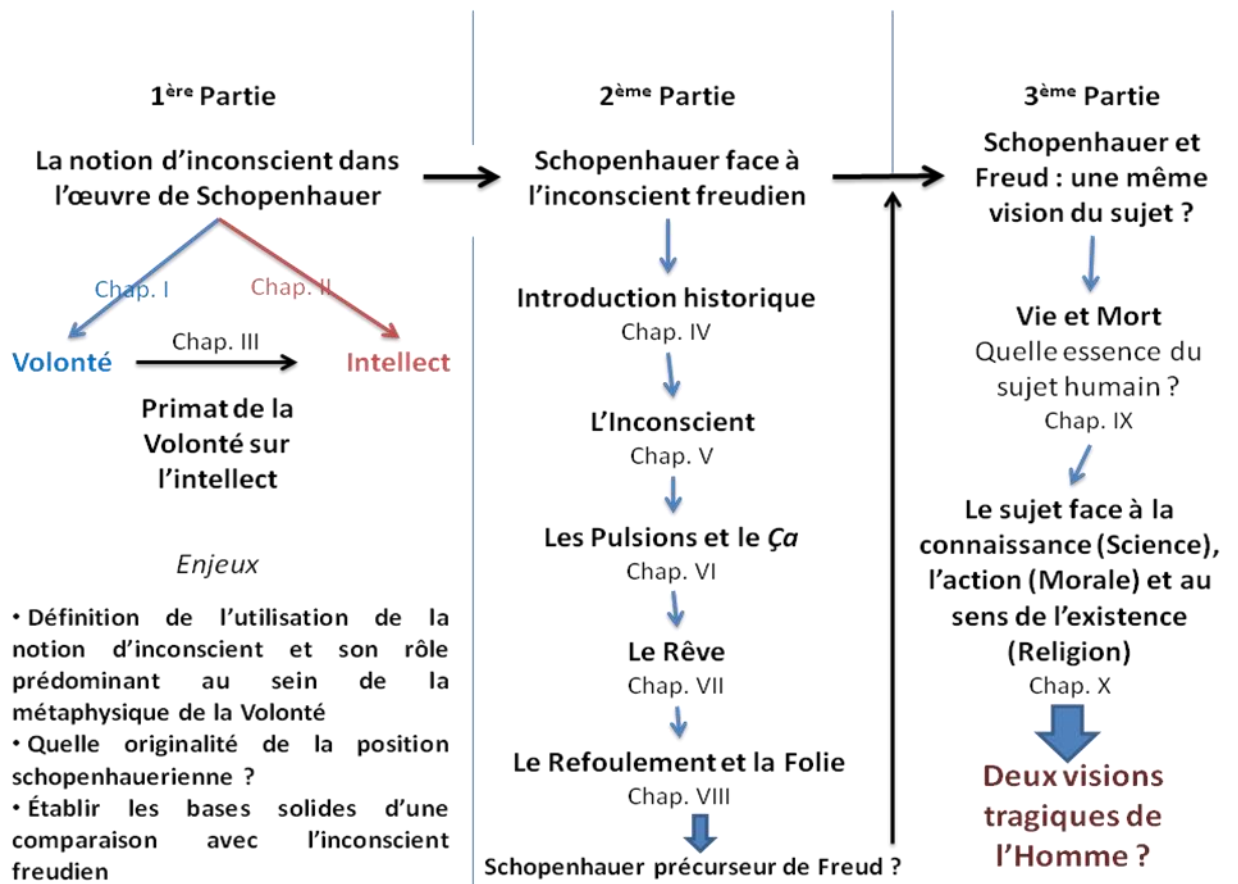 1ère Partie
La notion d’inconscient dans
l’œuvre de Schopenhauer
Chap. I
Chap. II
Chap. III
Volonté
Intellect
Primat de la
Volonté sur
l’intellect
Enjeux
• Définition de l’utilisation de la
notion d’inconscient et son rôle
prédominant au sein de la
métaphysique de la Volonté
• Quelle originalité de la position
schopenhauerienne ?
• Établir les bases solides d’une
comparaison avec l’inconscient
freudien
2ème Partie
Schopenhauer face à
l’inconscient freudien
Introduction historique
Chap. IV
L’Inconscient
Chap. V
Les Pulsions et le Ça
Chap. VI
Le Rêve
Chap. VII
Le Refoulement et la Folie
Chap. VIII
Schopenhauer précurseur de Freud ?
3ème Partie
Schopenhauer et
Freud : une même
vision du sujet ?
Vie et Mort
Quelle essence du
sujet humain ?
Chap. IX
Le sujet face à la
connaissance (Science),
l’action (Morale) et au
sens de l’existence
(Religion)
Chap. X
Deux visions
tragiques de
l’Homme ?